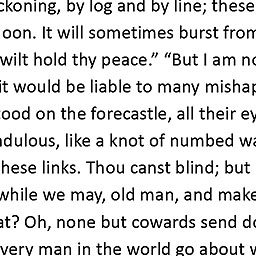 ckoning, by log and by line; these
oon. It will sometimes burst from
wilt hold thy peace.” “But I am no
it would be liable to many mishap
ood on the forecastle, all their ey
ndulous, like a knot of numbed wa
hese links. Thou canst blind; but
while we may, old man, and make
at? Oh, none but cowards send do
very man in the world go about w